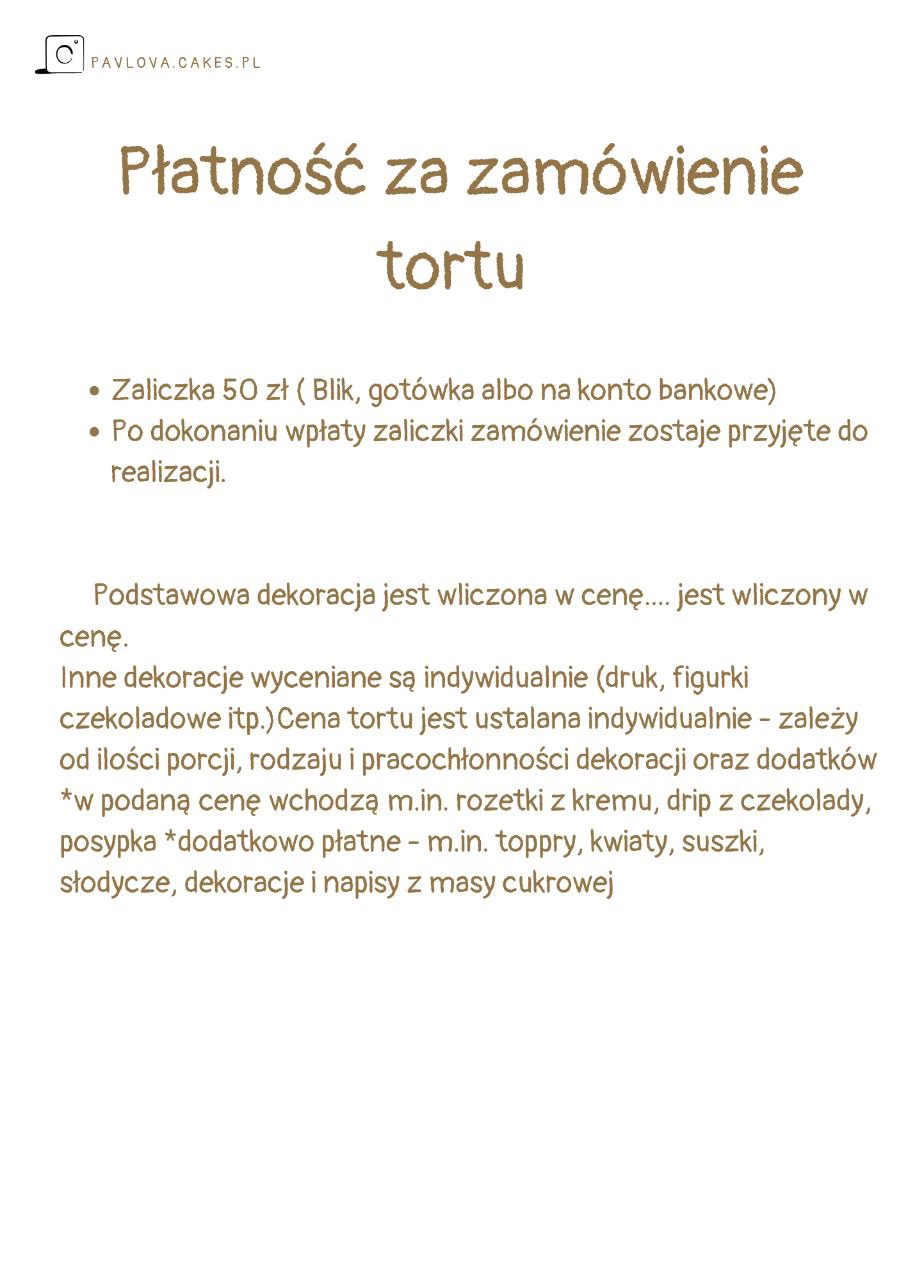 PAVLOVA.CAKES.PL
Płatność za zamówienie
tortu
• Zaliczka 50 zł ( Blik, gotówka albo na konto bankowe)
• Po dokonaniu wpłaty zaliczki zamówienie zostaje przyjęte do
realizacji.
Podstawowa dekoracja jest wliczona w cenę.... jest wliczony w
cenę.
Inne dekoracje wyceniane są indywidualnie (druk, figurki
czekoladowe itp.)Cena tortu jest ustalana indywidualnie - zależy
od ilości porcji, rodzaju i pracochłonności dekoracji oraz dodatków
*w podaną cenę wchodzą m.in. rozetki z kremu, drip z czekolady,
posypka *dodatkowo płatne - m.in. toppry, kwiaty, suszki,
słodycze, dekoracje i napisy z masy cukrowej